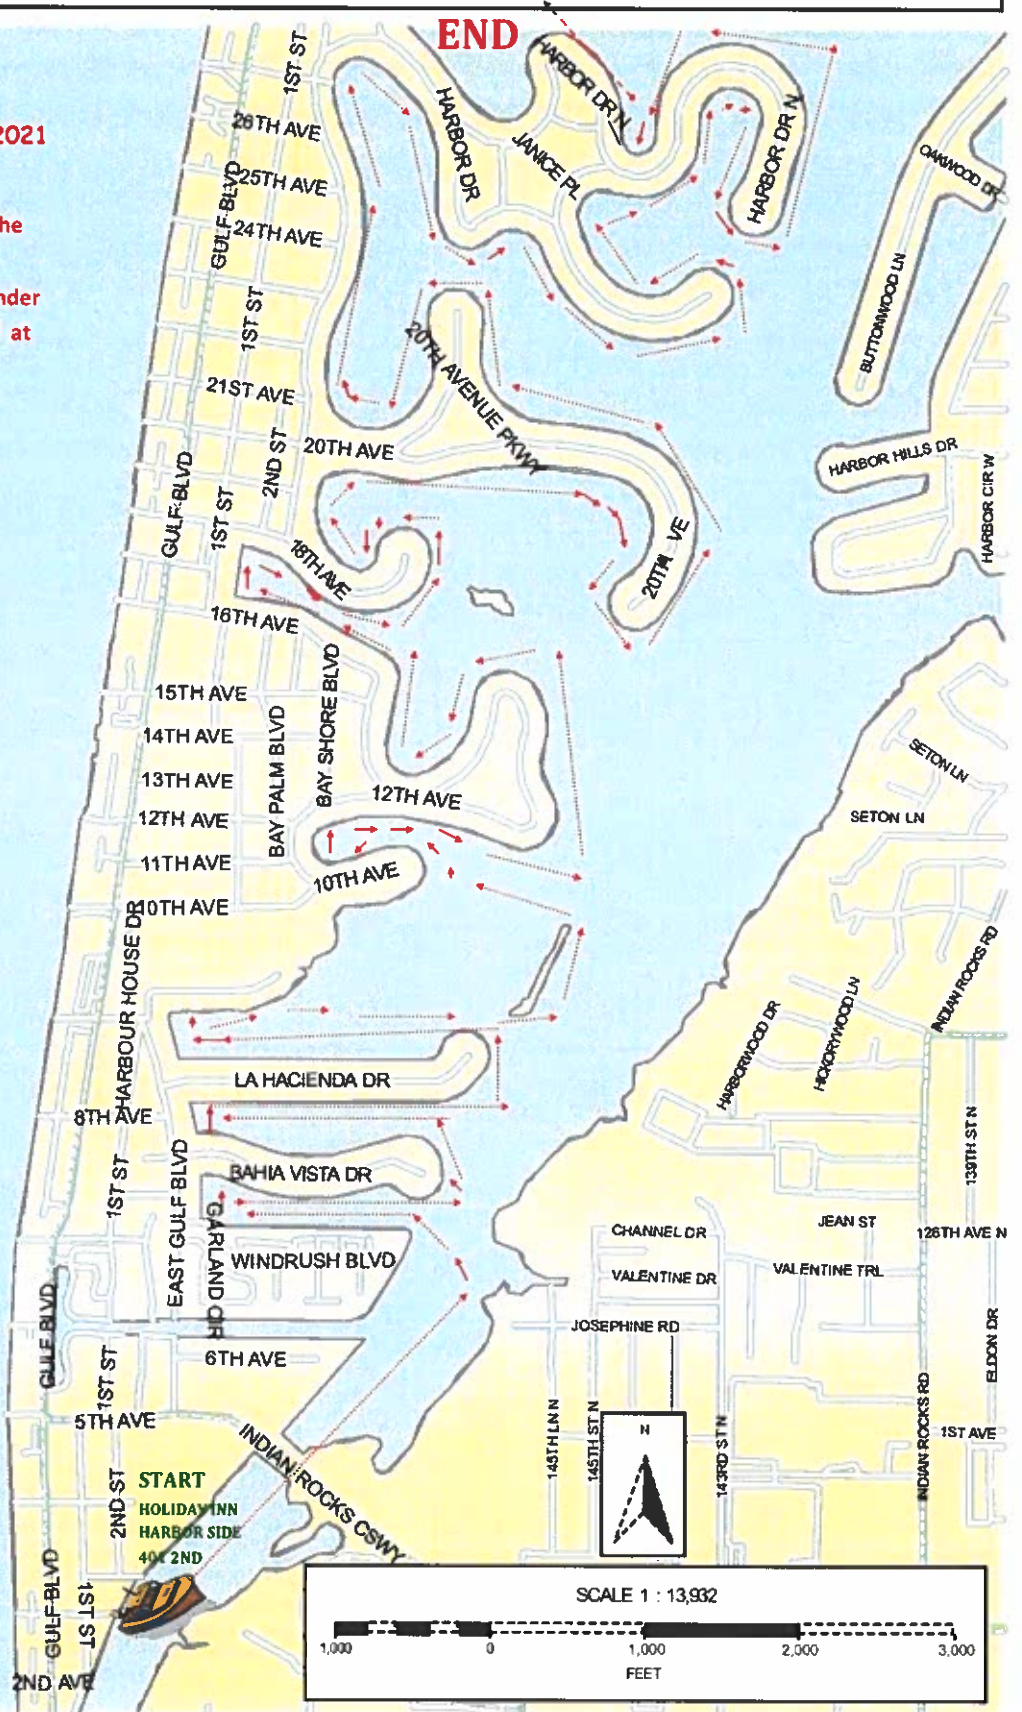 END
2021
he
nder
at
1ST ST
26TH AVE
25TH AVE
24TH AVE
GULF BLVD
HARBOR DR
HARBOR DR N
JANICE PL
HARBOR DR N
OAKWOOD DR
BUTTONWOOD LN
1ST ST
21ST AVE
20TH AVENUE PKWY
20TH AVE
2ND ST
GULF BLVD
1ST ST
HARBOR HILLS DR
HARBOR CIR W
18TH AVE
20TH VE
16TH AVE
15TH AVE
BAY SHORE BLVD
14TH AVE
BAY PALM BLVD
13TH AVE
12TH AVE
12TH AVE
11TH AVE
10TH AVE
10TH AVE
SETON LN
SETON LN
HARBOUR HOUSE DR
INDIAN ROCKS RD
HARBORWOOD DR
HICKORYWOOD LN
LA HACIENDA DR
8TH AVE
139TH ST N
1ST ST
EAST GULF BLVD
BAHIA VISTA DR
GARLAND CIR
WINDRUSH BLVD
CHANNEL DR
JEAN ST
126TH AVE N
VALENTINE DR
VALENTINE TRL
JOSEPHINE RD
ELDON DR
GULF BLVD
6TH AVE
1ST ST
5TH AVE
INDIAN ROCKS CSWY
145TH LN N
145TH ST N
143RD ST N
INDIAN ROCKS RD
1ST AVE
N
START
HOLIDAY INN
HARBOR SIDE
401 2ND
2ND ST
GULF BLVD
1ST ST
2ND AVE
SCALE 1 : 13,932
1,000 0 1,000 2,000 3,000
FEET